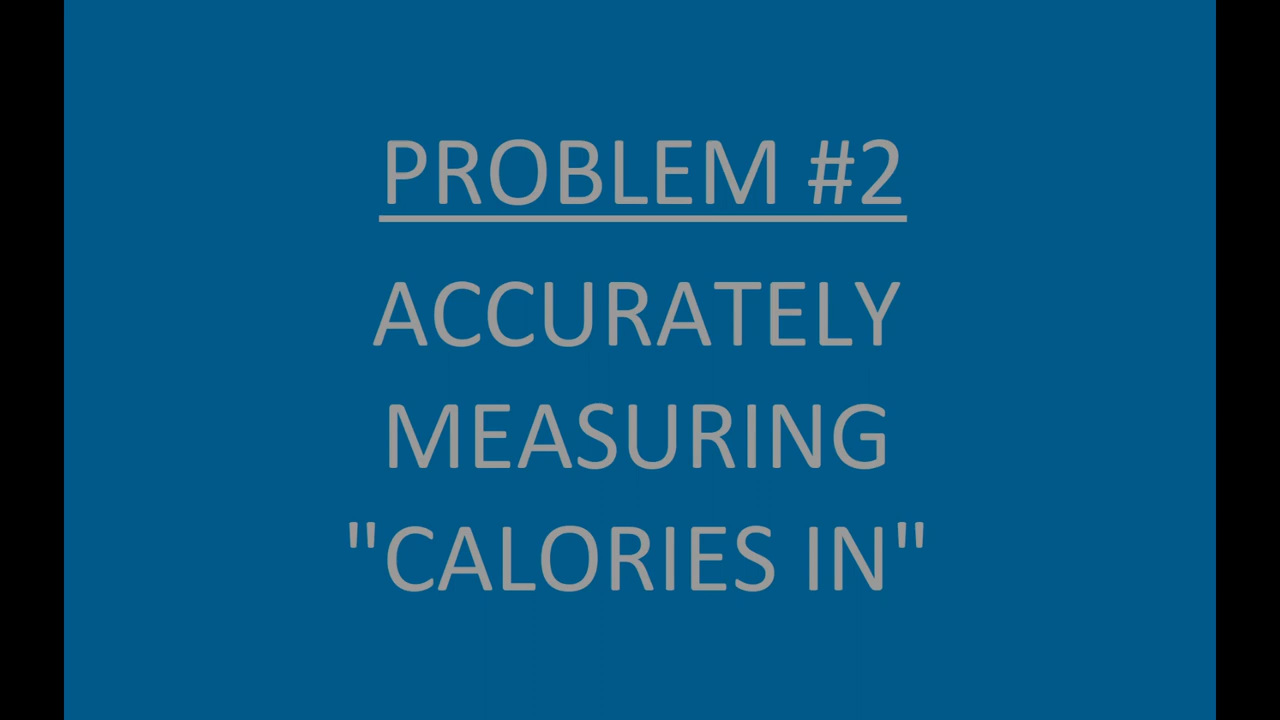 PROBLEM #2
ACCURATELY
MEASURING
"CALORIES IN"